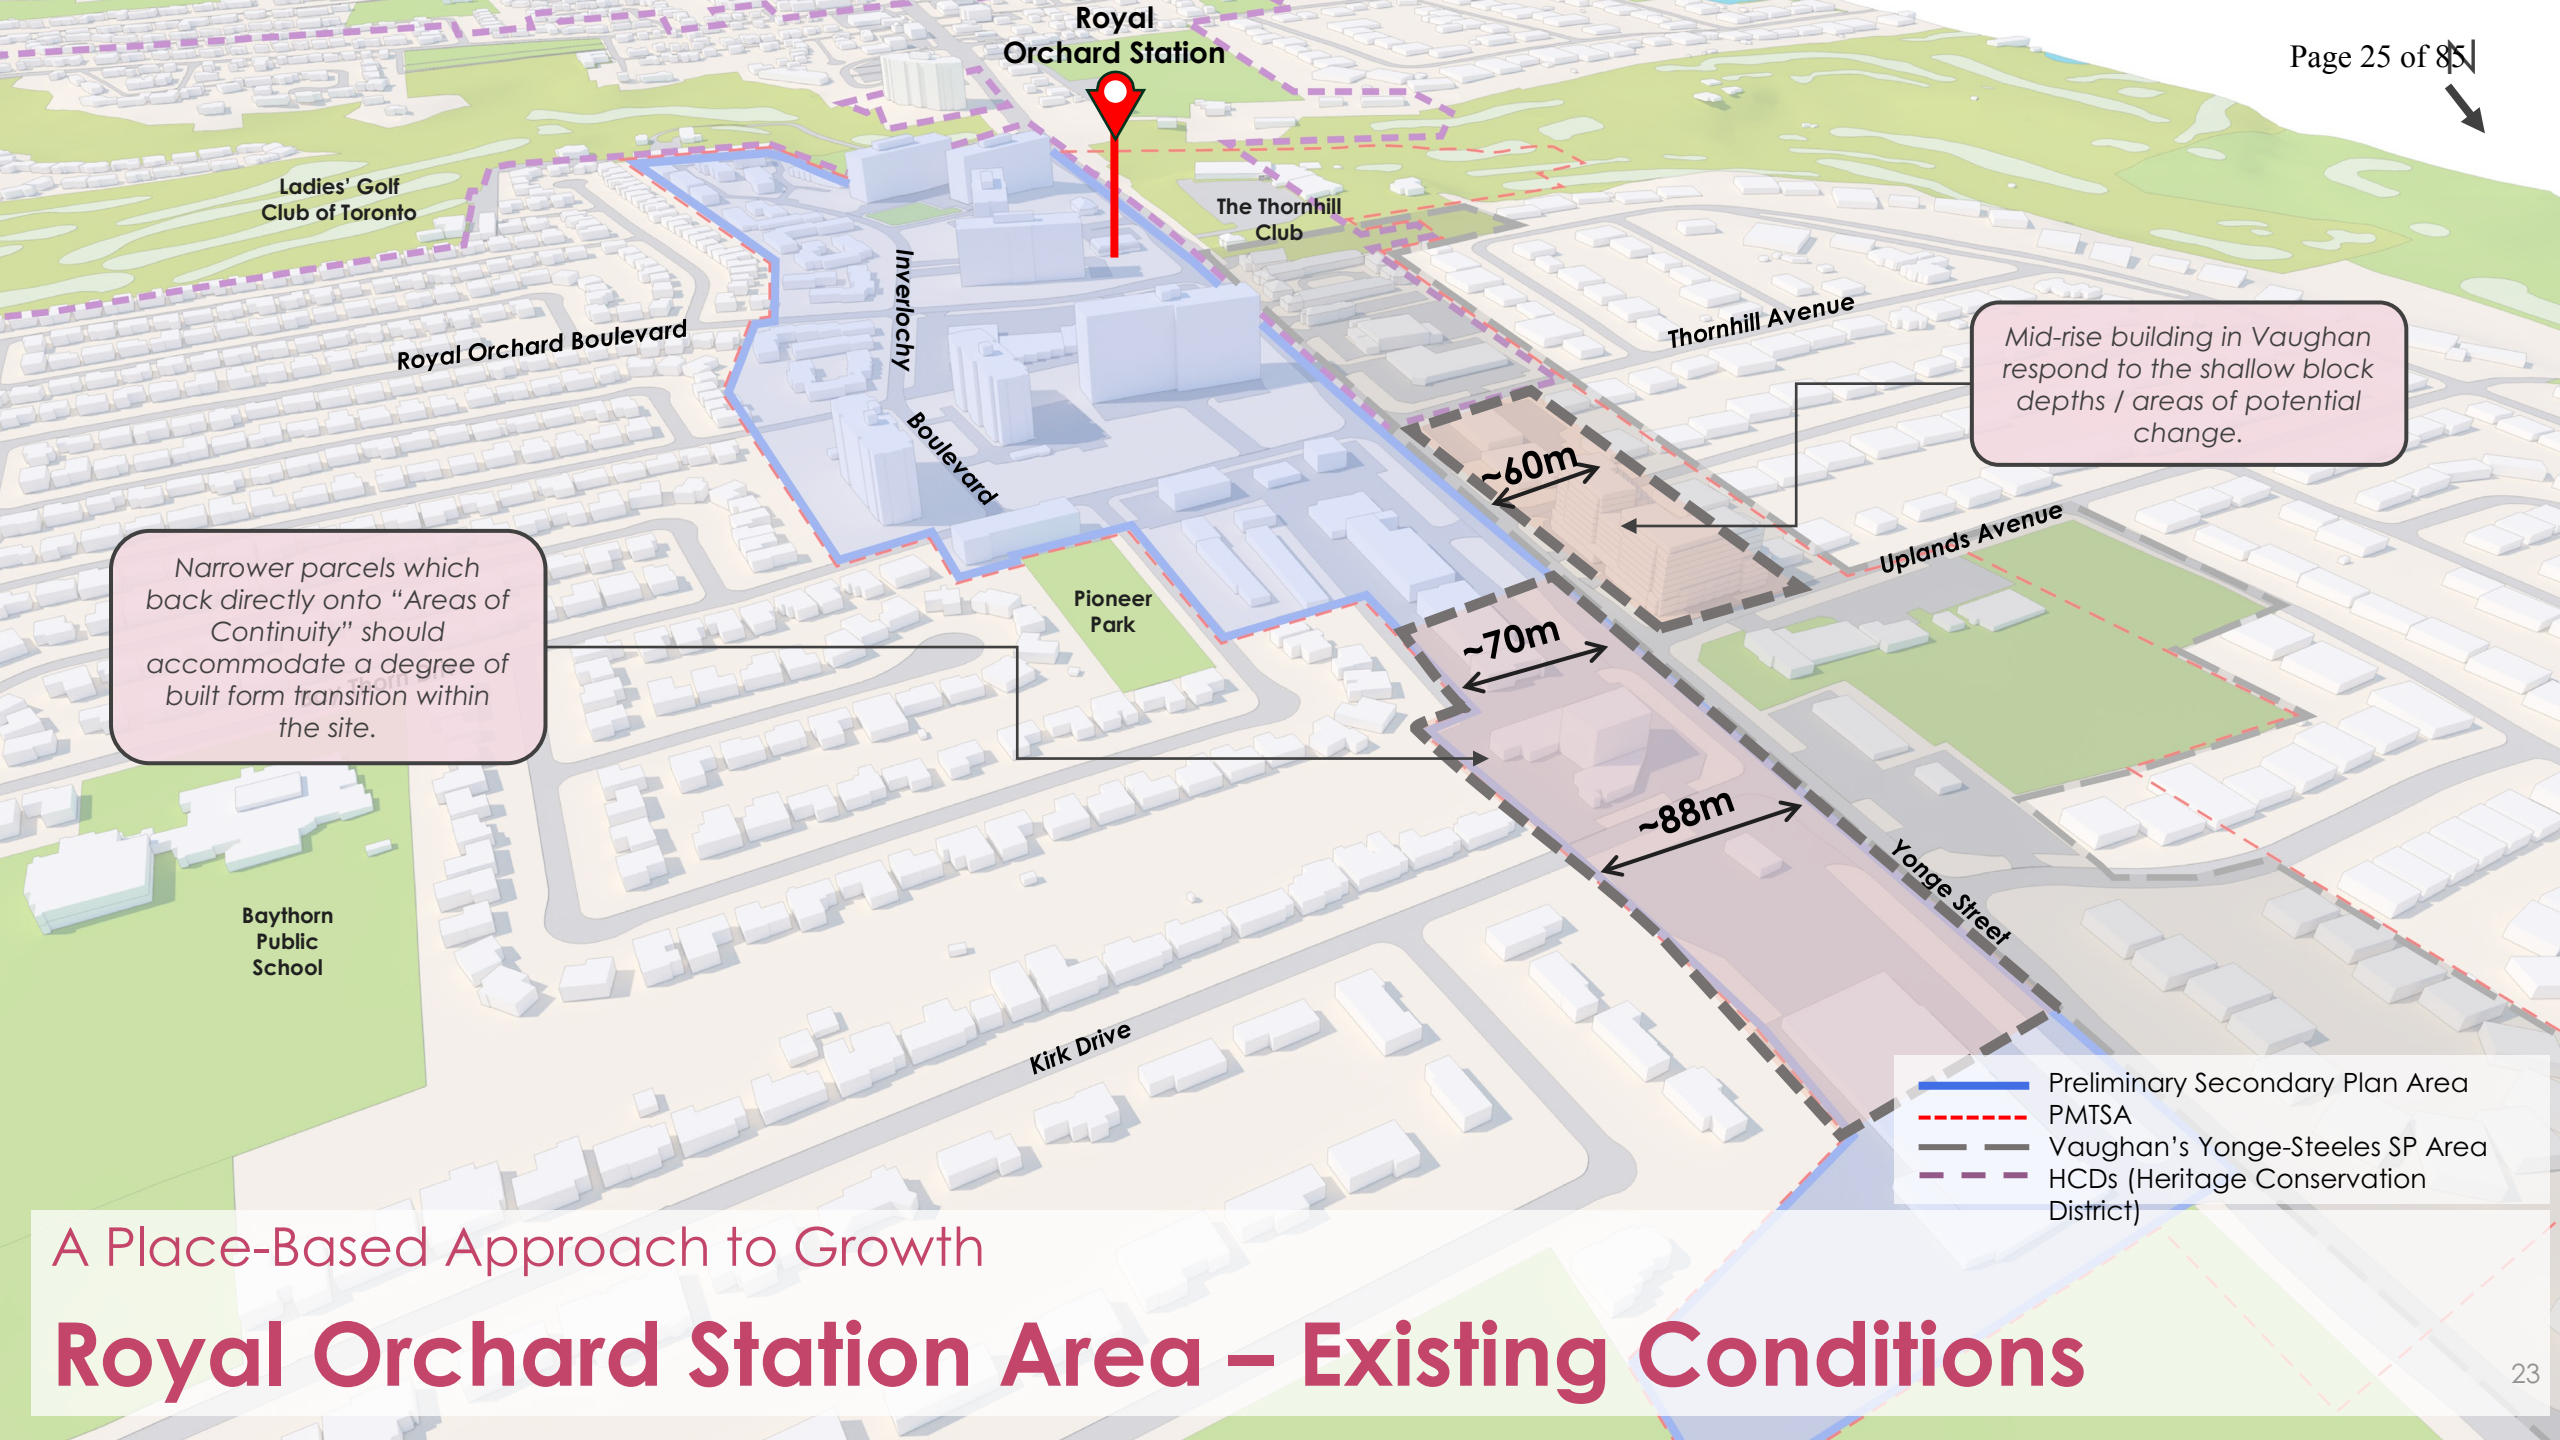 Royal
Orchard Station
Page 25 of 85
N
Ladies' Golf
Club of Toronto
The Thornhill
Club
Inverlochy
Boulevard
Royal Orchard Boulevard
Thornhill Avenue
Mid-rise building in Vaughan
respond to the shallow block
depths / areas of potential
change.
~60m
Uplands Avenue
Narrower parcels which
back directly onto “Areas of
Continuity” should
accommodate a degree of
built form transition within
the site.
Pioneer
Park
~70m
~88m
Yonge Street
Baythorn
Public
School
Kirk Drive
Preliminary Secondary Plan Area
PMTSA
Vaughan’s Yonge-Steeles SP Area
HCDs (Heritage Conservation
District)
A Place-Based Approach to Growth
Royal Orchard Station Area – Existing Conditions
23